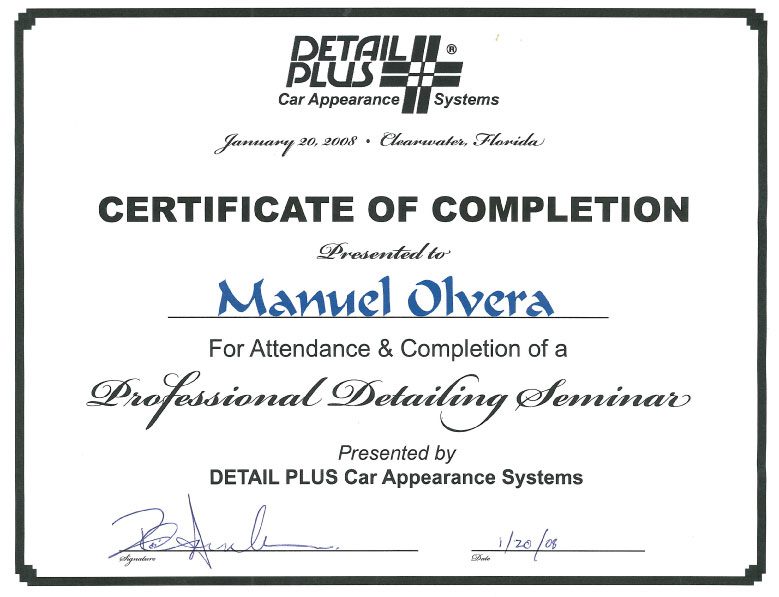 DETAIL
PLUS ®
Car Appearance Systems
January 20, 2008 • Clearwater, Florida
CERTIFICATE OF COMPLETION
Presented to
Manuel Olvera
For Attendance & Completion of a
Professional Detailing Seminar
Presented by
DETAIL PLUS Car Appearance Systems
1/20/08
Signature Date